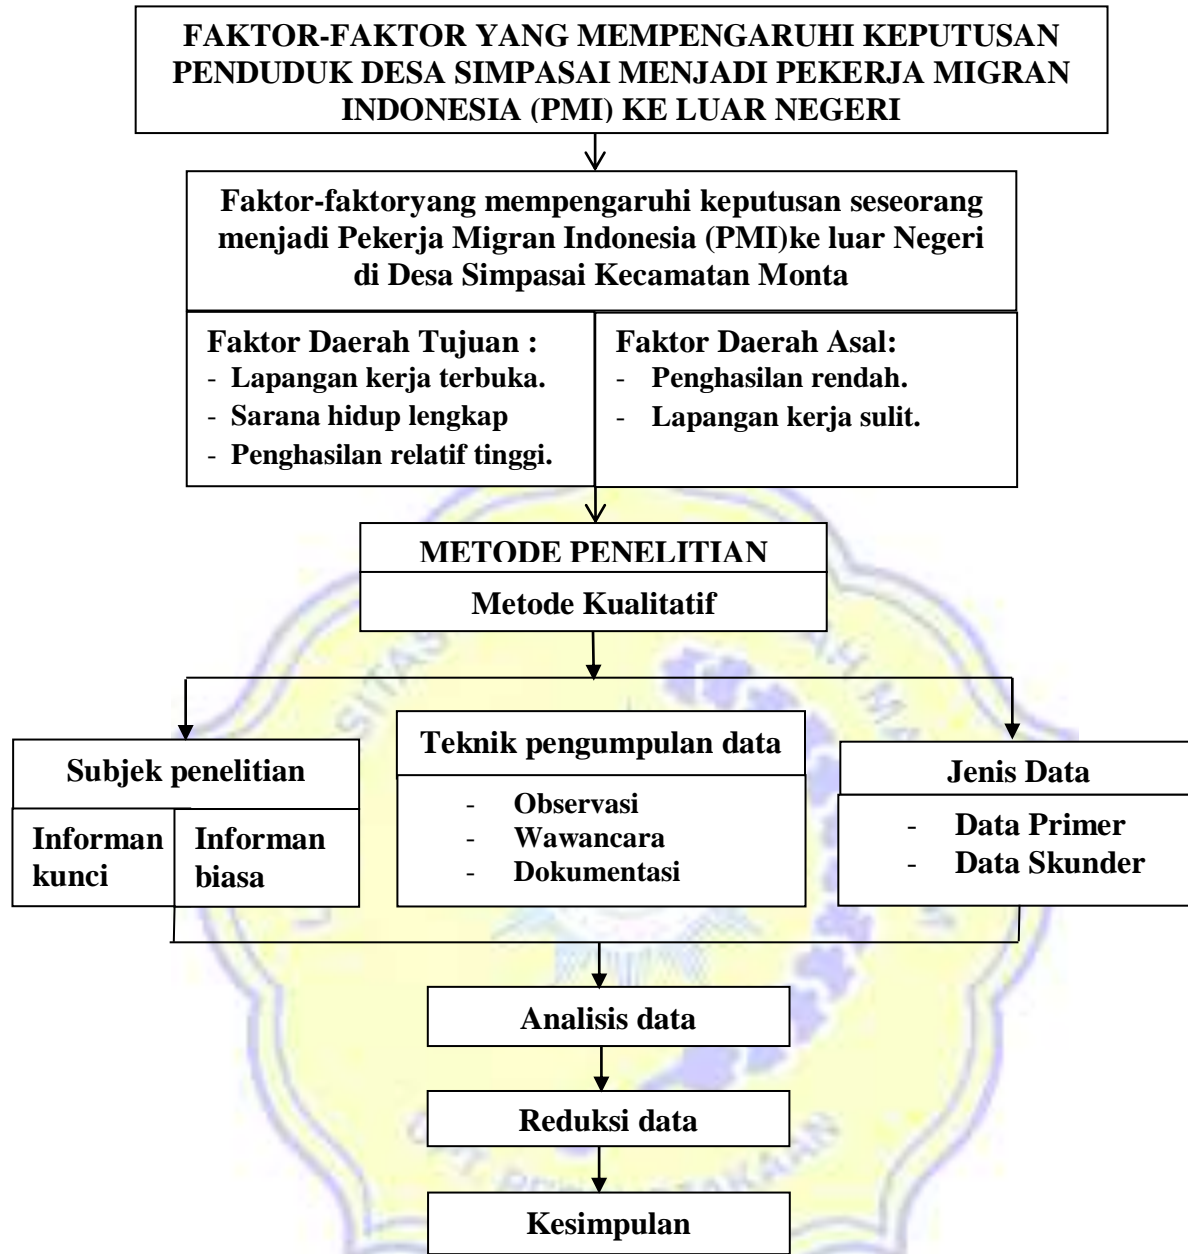 FAKTOR-FAKTOR YANG MEMPENGARUHI KEPUTUSAN
PENDUDUK DESA SIMPASAI MENJADI PEKERJA MIGRAN
INDONESIA (PMI) KE LUAR NEGERI
Faktor-faktoryang mempengaruhi keputusan seseorang
menjadi Pekerja Migran Indonesia (PMI)ke luar Negeri
di Desa Simpasai Kecamatan Monta
Faktor Daerah Tujuan :
- Lapangan kerja terbuka.
- Sarana hidup lengkap
- Penghasilan relatif tinggi.
Faktor Daerah Asal:
- Penghasilan rendah.
- Lapangan kerja sulit.
METODE PENELITIAN
Metode Kualitatif
Subjek penelitian
Informan
kunci
Informan
biasa
Teknik pengumpulan data
- Observasi
- Wawancara
- Dokumentasi
Jenis Data
- Data Primer
- Data Skunder
Analisis data
Reduksi data
Kesimpulan